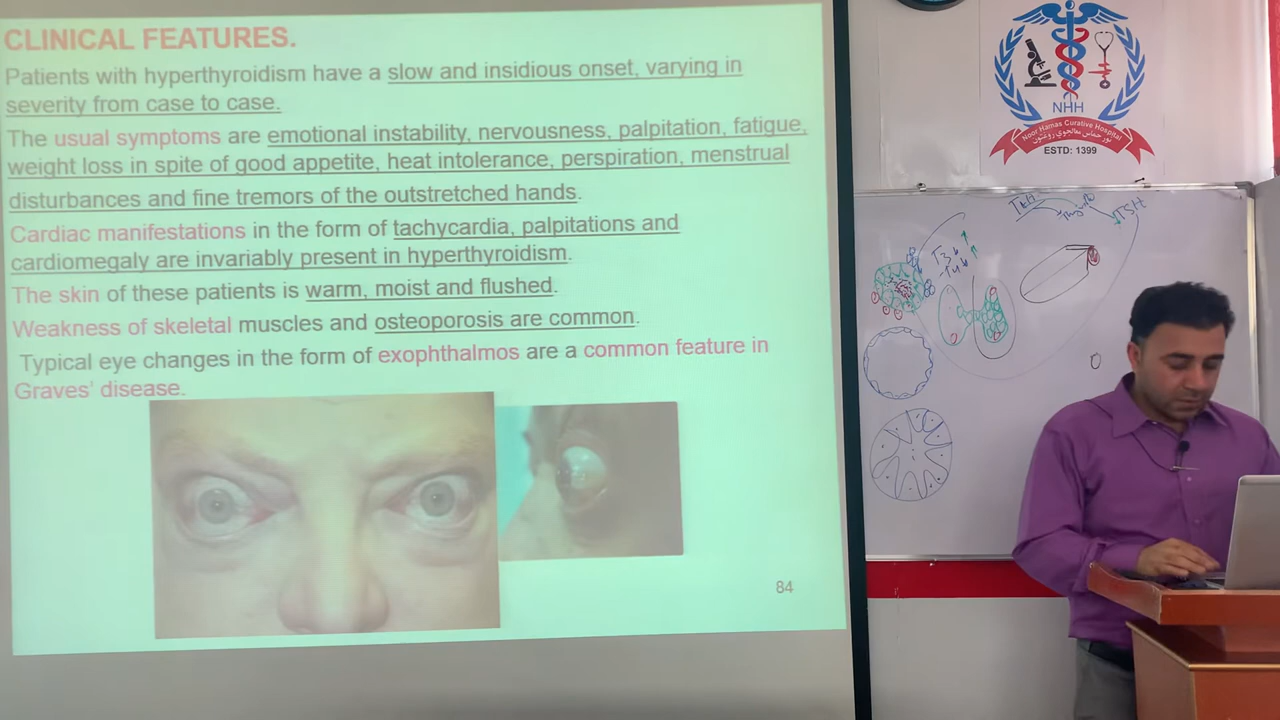 CLINICAL FEATURES.
Patients with hyperthyroidism have a slow and insidious onset, varying in
severity from case to case.
The usual symptoms are emotional instability, nervousness, palpitation, fatigue,
weight loss in spite of good appetite, heat intolerance, perspiration, menstrual
disturbances and fine tremors of the outstretched hands.
Cardiac manifestations in the form of tachycardia, palpitations and
cardiomegaly are invariably present in hyperthyroidism.
The skin of these patients is warm, moist and flushed.
Weakness of skeletal muscles and osteoporosis are common.
Typical eye changes in the form of exophthalmos are a common feature in
Graves' disease.
84
NHH
Noor Hamas Curative Hospital
ESTD: 1399
TSH